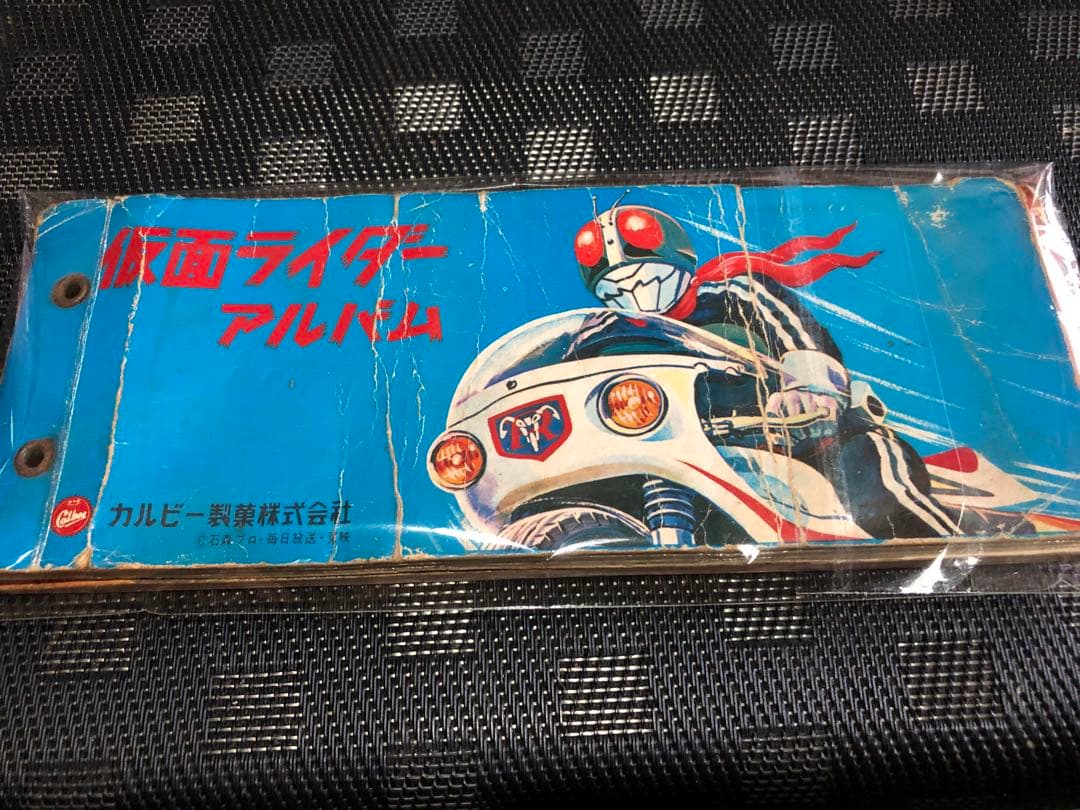 仮面ライダー
アルバム
Calbee
カルビー製菓株式会社
©石森プロ・毎日放送・東映